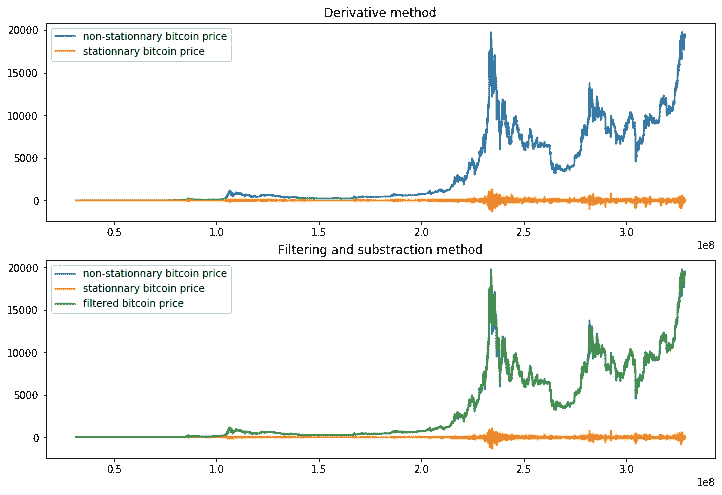 Derivative method
non-stationnary bitcoin price
stationnary bitcoin price
20000
15000
10000
5000
0
0.5 1.0 1.5 2.0 2.5 3.0
1e8
Filtering and substraction method
non-stationnary bitcoin price
stationnary bitcoin price
filtered bitcoin price
20000
15000
10000
5000
0
0.5 1.0 1.5 2.0 2.5 3.0
1e8